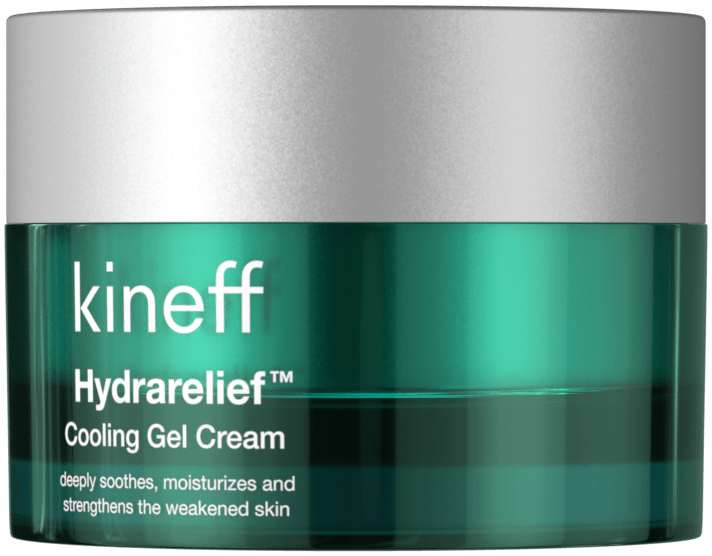 kineff
Hydrarelief™
Cooling Gel Cream
deeply soothes, moisturizes and
strengthens the weakened skin